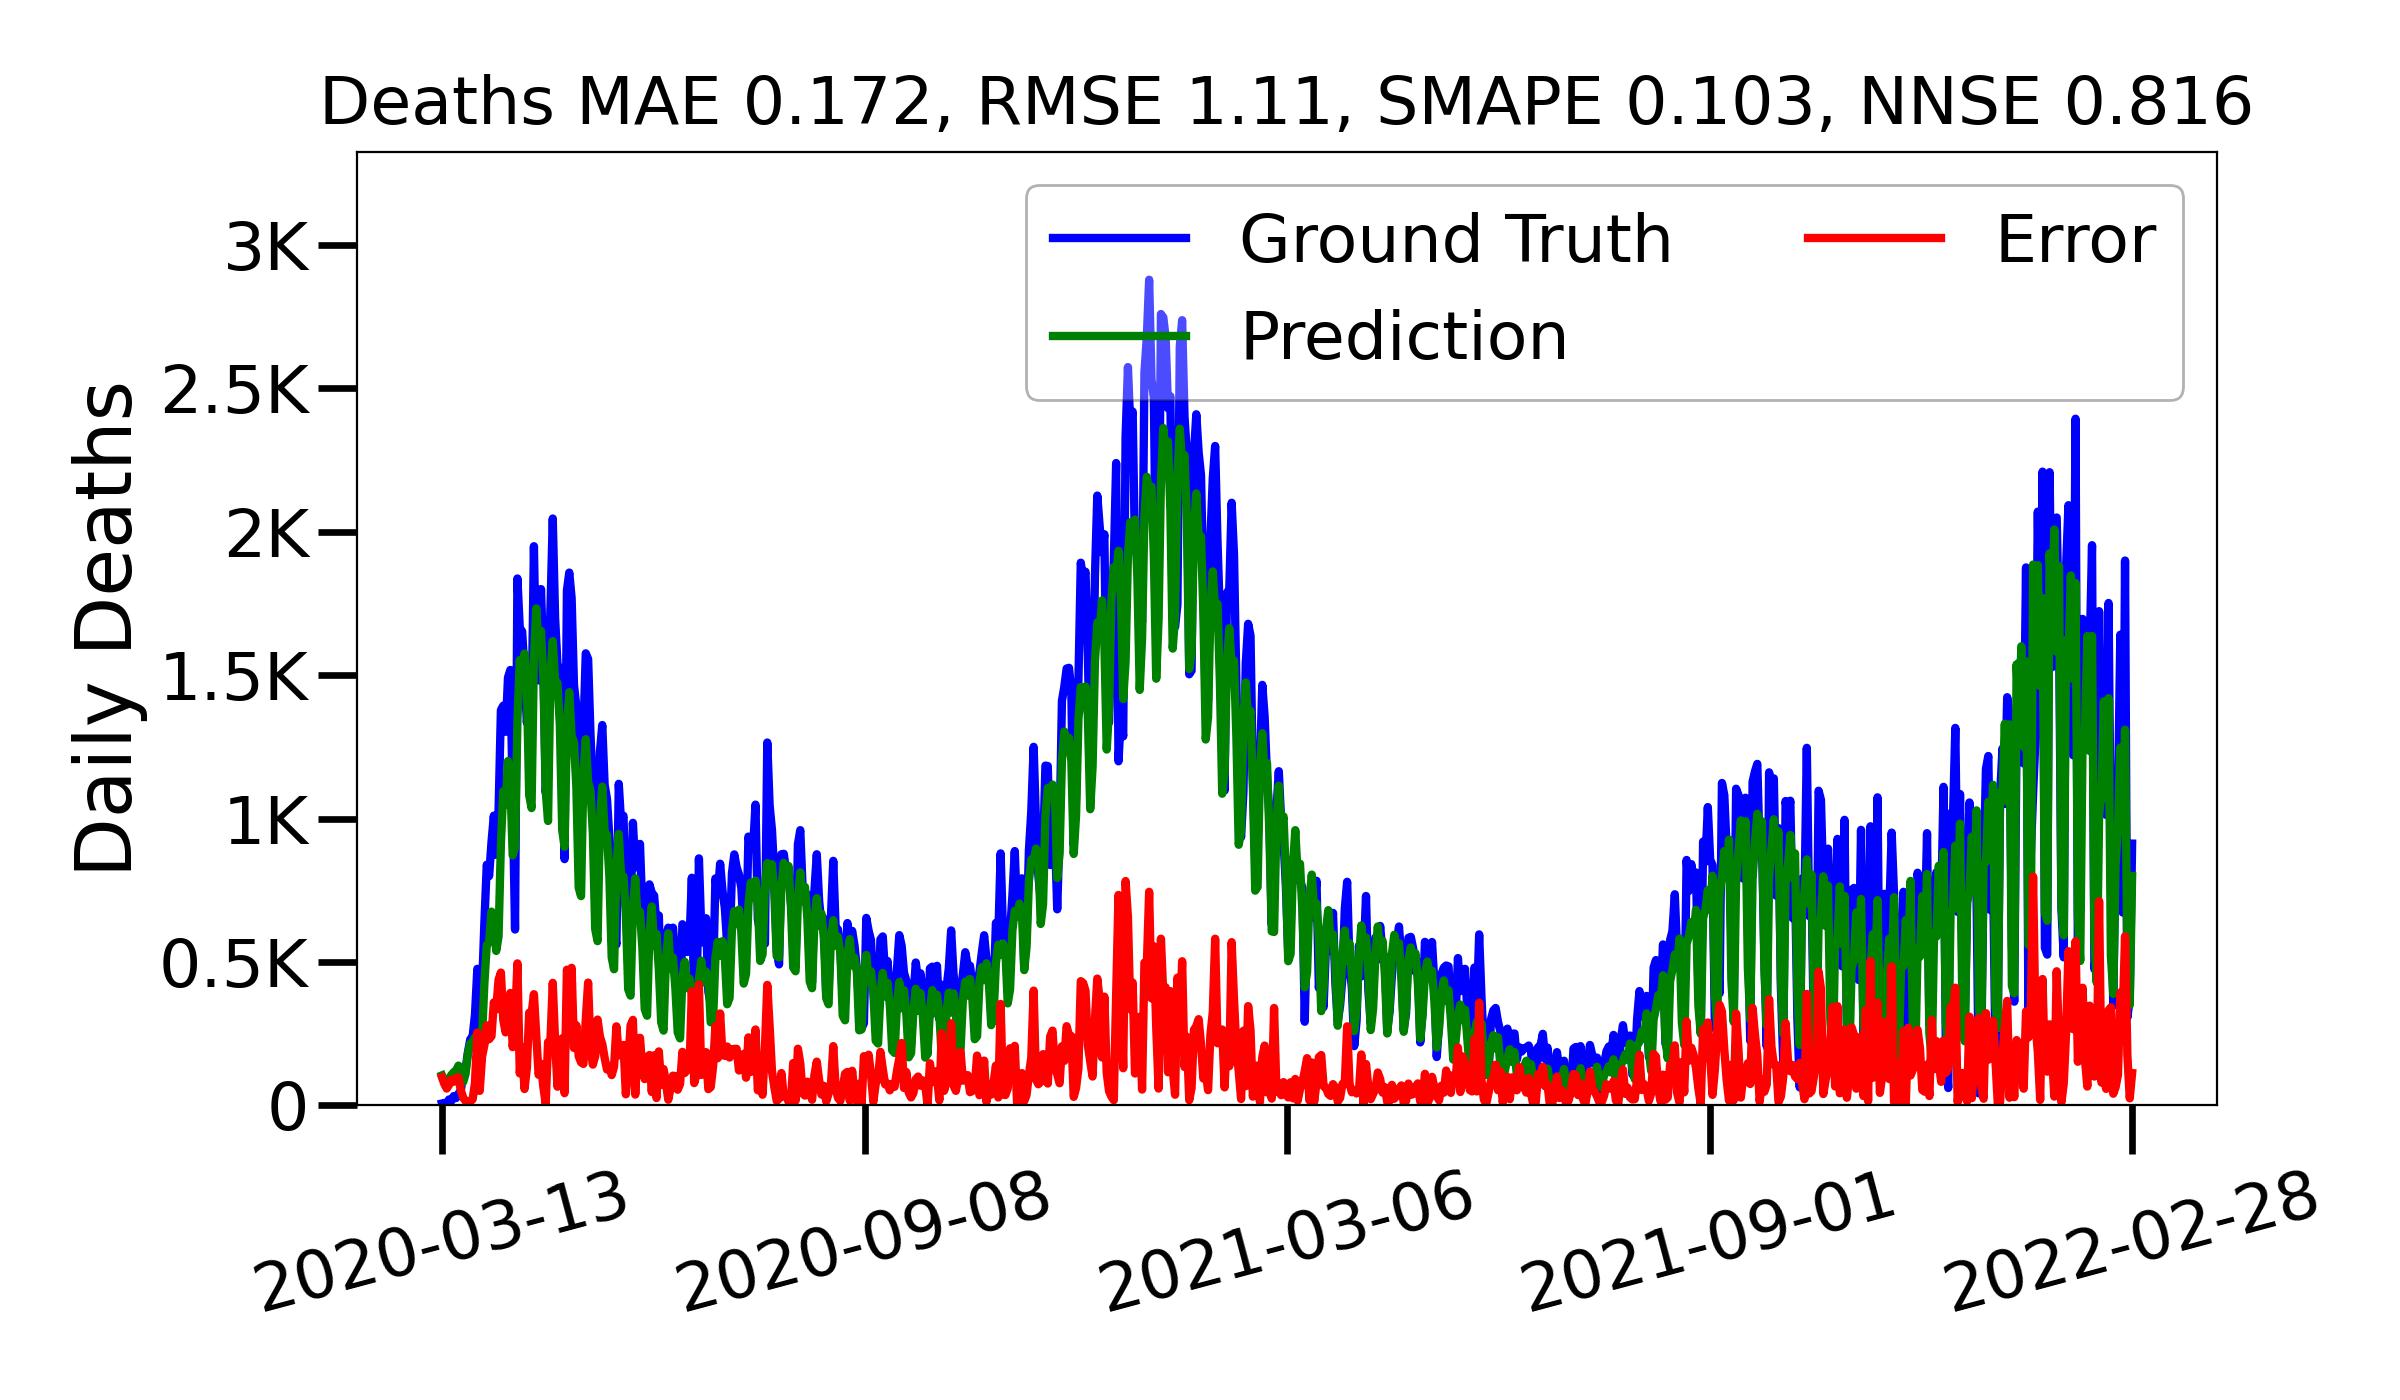 Deaths MAE 0.172, RMSE 1.11, SMAPE 0.103, NNSE 0.816
Daily Deaths
3K
2.5K
2K
1.5K
1K
0.5K
0
Ground Truth
Prediction
Error
2020-03-13
2020-09-08
2021-03-06
2021-09-01
2022-02-28